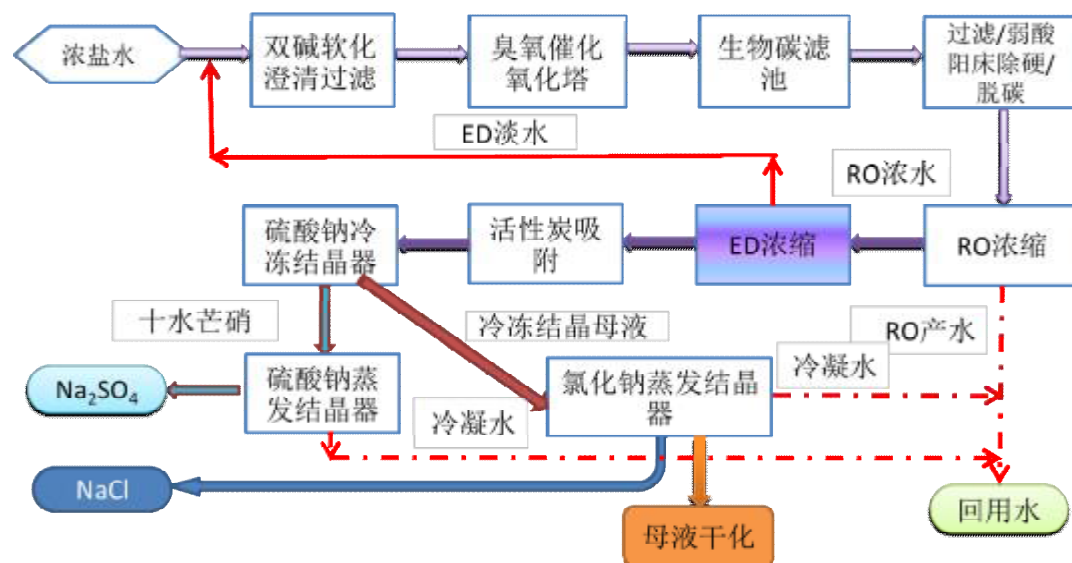 浓盐水
双碱软化
澄清过滤
臭氧催化
氧化塔
生物碳滤
池
过滤/弱酸
阳床除硬/
脱碳
ED淡水
RO浓水
硫酸钠冷
冻结晶器
活性炭吸
附
ED浓缩
RO浓缩
十水芒硝
冷冻结晶母液
RO产水
冷凝水
Na₂SO₄
硫酸钠蒸
发结晶器
冷凝水
氯化钠蒸发结晶
器
NaCl
母液干化
回用水